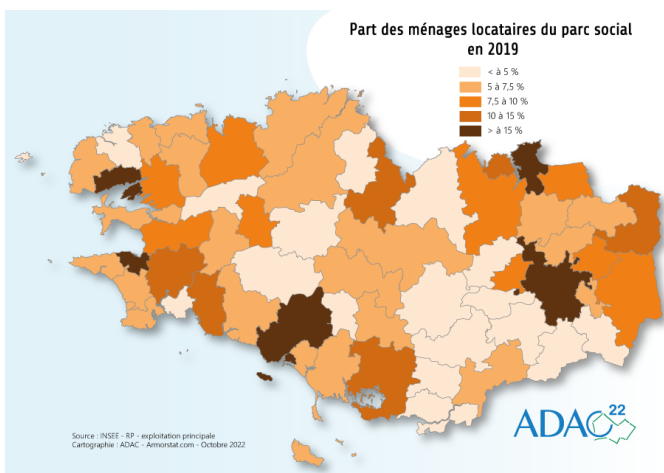 Part des ménages locataires du parc social
en 2019
< à 5 %
5 à 7,5 %
7,5 à 10 %
10 à 15 %
> à 15 %
Source : INSEE - RP - exploitation principale
Cartographie : ADAC - Armorstat.com - Octobre 2022
ADAC 22